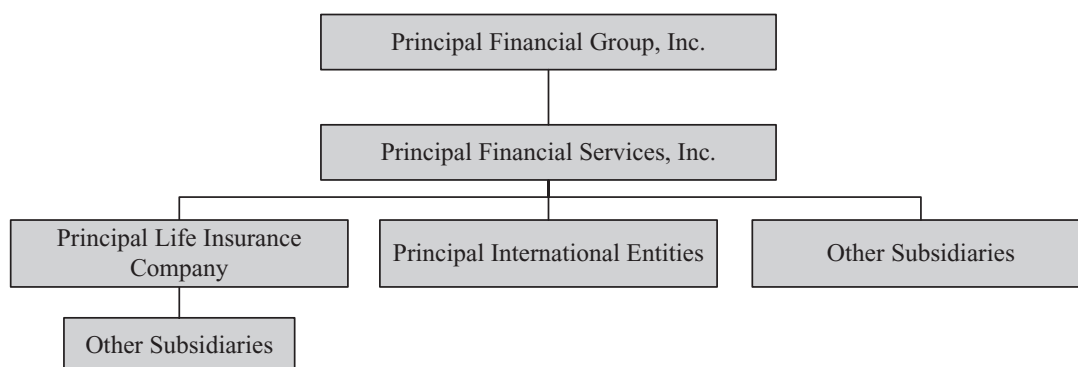 Principal Financial Group, Inc.
Principal Financial Services, Inc.
Principal Life Insurance
Company
Principal International Entities
Other Subsidiaries
Other Subsidiaries